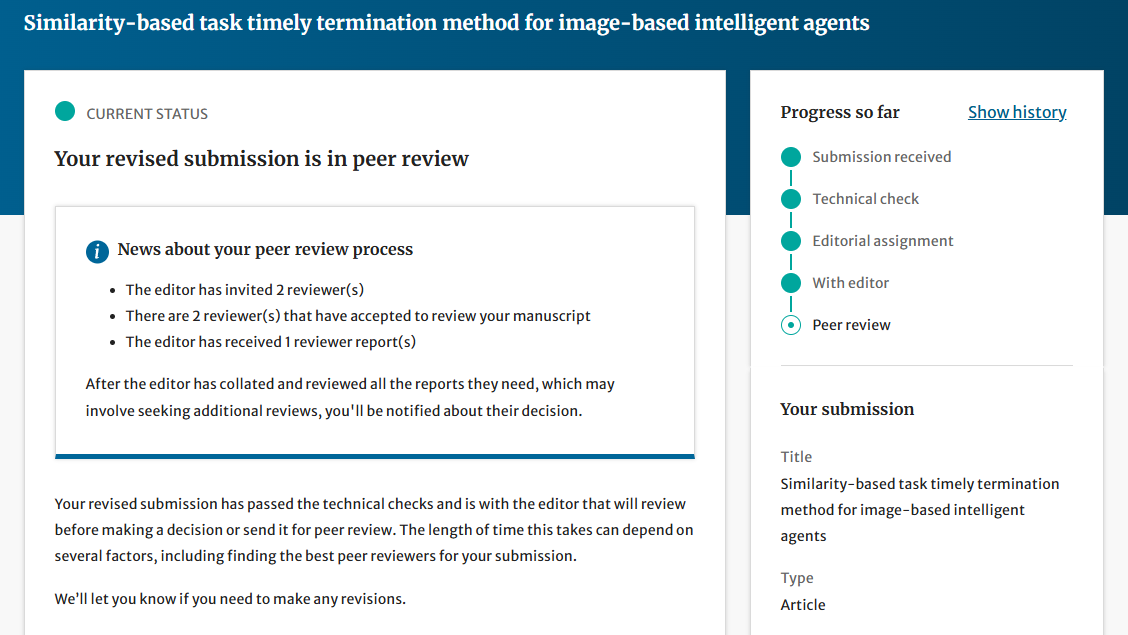 Similarity-based task timely termination method for image-based intelligent agents
CURRENT STATUS
Your revised submission is in peer review
i News about your peer review process
• The editor has invited 2 reviewer(s)
• There are 2 reviewer(s) that have accepted to review your manuscript
• The editor has received 1 reviewer report(s)
After the editor has collated and reviewed all the reports they need, which may
involve seeking additional reviews, you'll be notified about their decision.
Your revised submission has passed the technical checks and is with the editor that will review
before making a decision or send it for peer review. The length of time this takes can depend on
several factors, including finding the best peer reviewers for your submission.
We'll let you know if you need to make any revisions.
Progress so far
Show history
Submission received
Technical check
Editorial assignment
With editor
Peer review
Your submission
Title
Similarity-based task timely termination
method for image-based intelligent
agents
Type
Article